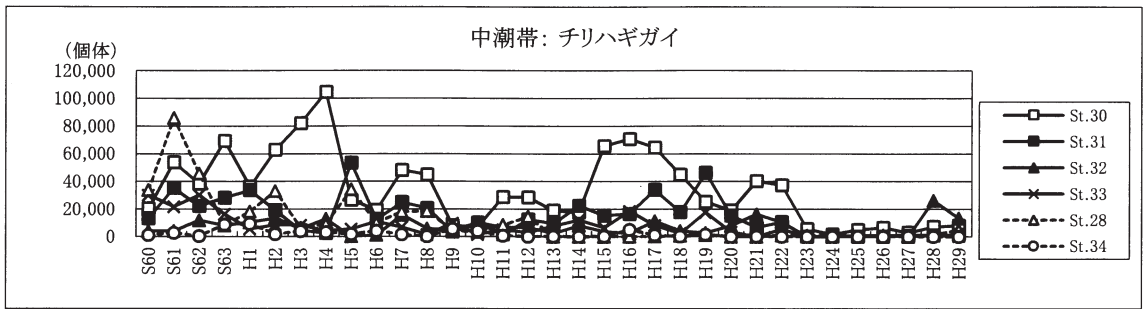 中潮帯: チリハギガイ
(個体)
120,000
100,000
80,000
60,000
40,000
20,000
0
S60 S61 S62 S63 H1 H2 H3 H4 H5 H6 H7 H8 H9 H10 H11 H12 H13 H14 H15 H16 H17 H18 H19 H20 H21 H22 H23 H24 H25 H26 H27 H28 H29
St.30
St.31
St.32
St.33
St.28
St.34